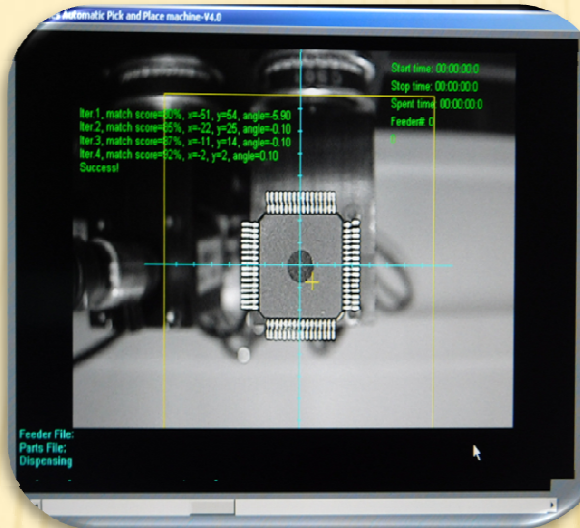 Automatic Pick and Place machine-V4.0
Start time: 00:00:00:0
Stop time: 00:00:00:0
Spent time: 00:00:00:0
Feeder#: 0
Iter 1, match score=80%, x=-51, y=54, angle=-5.90
Iter 2, match score=85%, x=-22, y=25, angle=-0.10
Iter 3, match score=87%, x=-11, y=14, angle=-0.10
Iter 4, match score=92%, x=-2, y=2, angle=0.10
Success!
Feeder File:
Parts File:
Dispensing